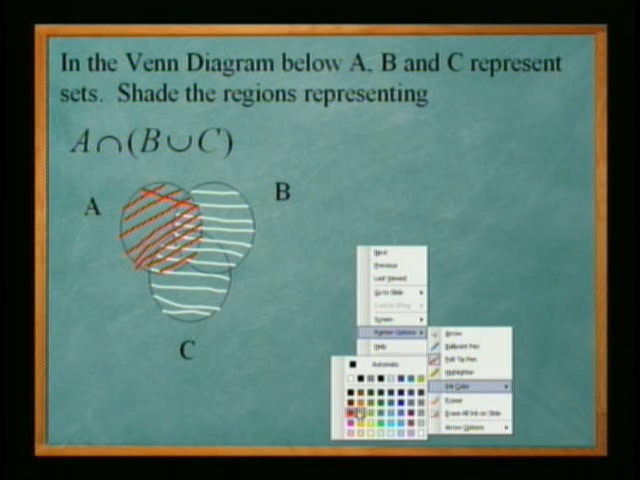 In the Venn Diagram below A, B and C represent
sets. Shade the regions representing
A∩(B∪C)
A
B
C
Next
Previous
Last Viewed
Go to Slide
Screen
Pointer Options
Help
Automatic
Arrow
Ballpoint Pen
Felt Tip Pen
Highlighter
Ink Color
Eraser
Erase All Ink on Slide
Arrow Options